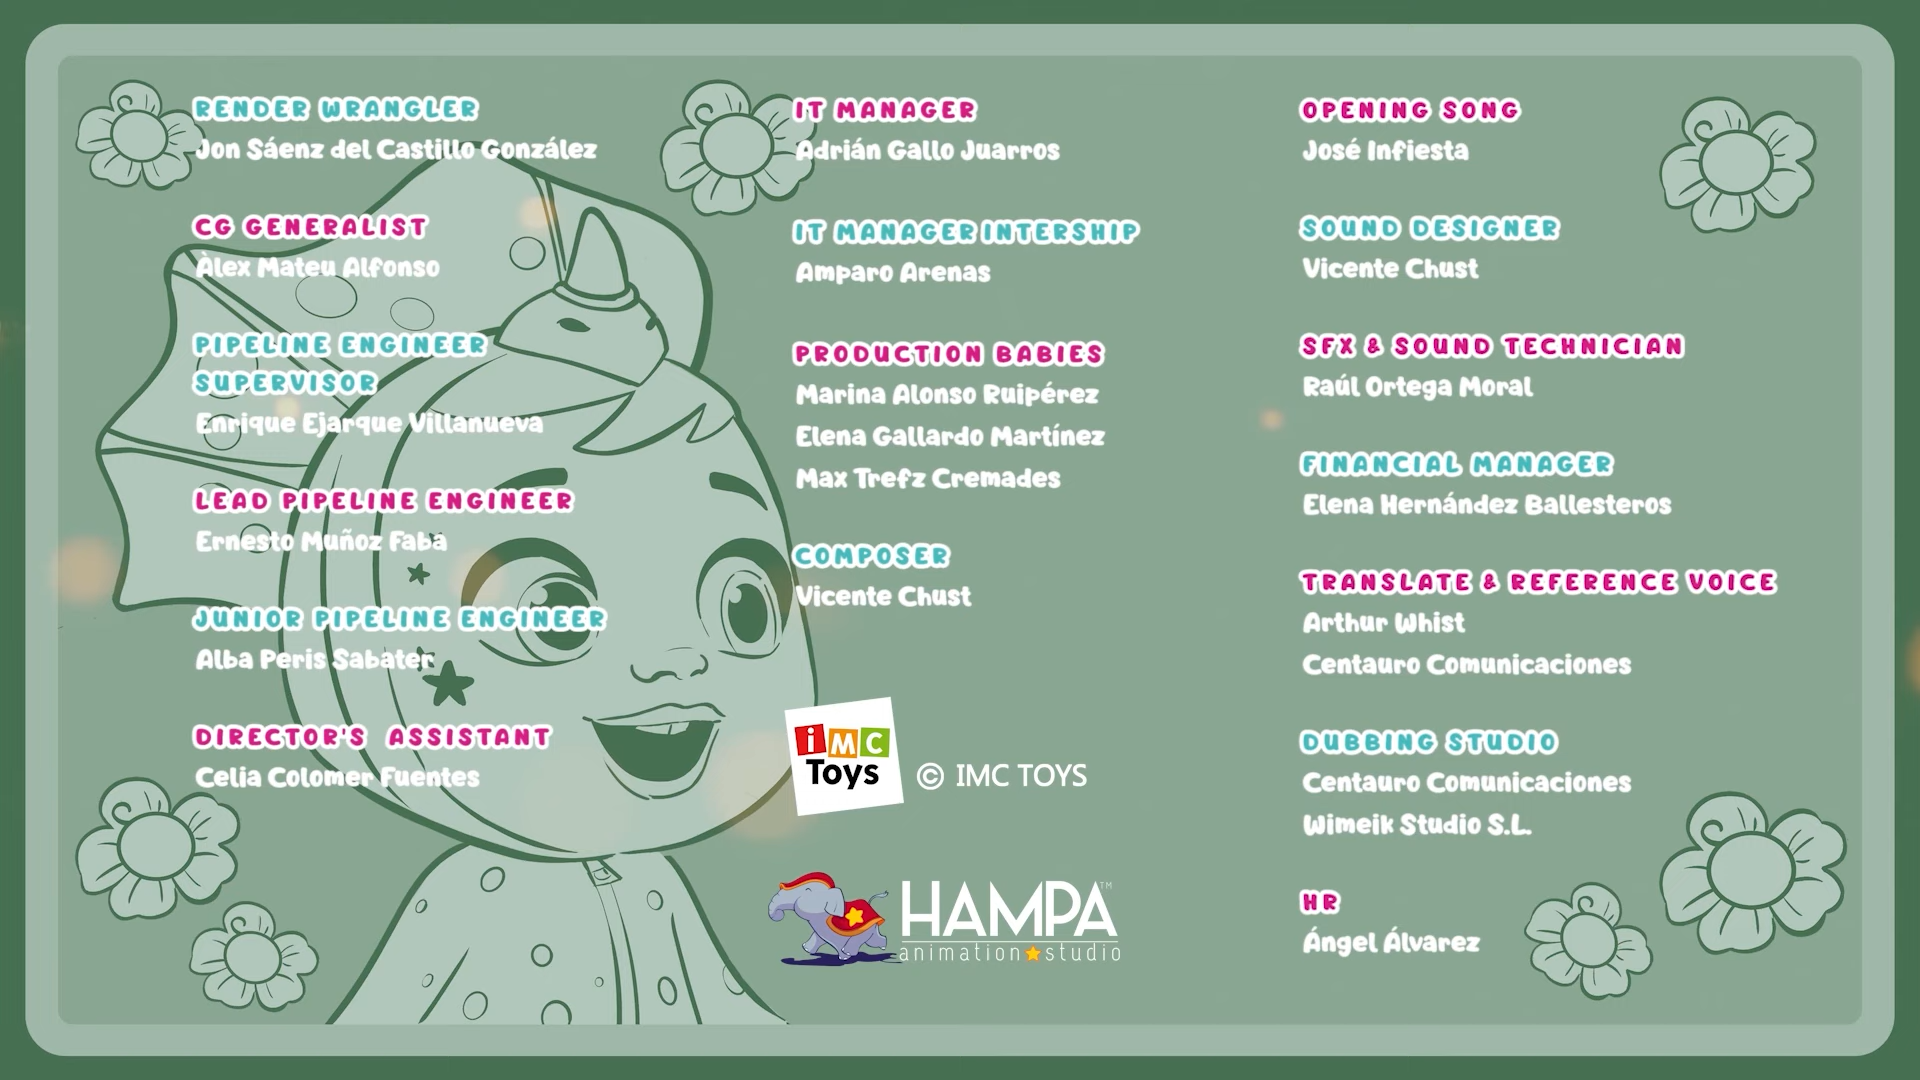 RENDER WRANGLER
Jon Sáenz del Castillo González
CG GENERALIST
Àlex Mateu Alfonso
PIPELINE ENGINEER
SUPERVISOR
Enrique Ejarque Villanueva
LEAD PIPELINE ENGINEER
Ernesto Muñoz Faba
JUNIOR PIPELINE ENGINEER
Alba Peris Sabater
DIRECTOR'S ASSISTANT
Celia Colomer Fuentes
IT MANAGER
Adrián Gallo Juarros
IT MANAGER INTERSHIP
Amparo Arenas
PRODUCTION BABIES
Marina Alonso Ruipérez
Elena Gallardo Martínez
Max Trefz Cremades
COMPOSER
Vicente Chust
iMC
Toys
© IMC TOYS
HAMPA™
animation studio
OPENING SONG
José Infiesta
SOUND DESIGNER
Vicente Chust
SFX & SOUND TECHNICIAN
Raúl Ortega Moral
FINANCIAL MANAGER
Elena Hernández Ballesteros
TRANSLATE & REFERENCE VOICE
Arthur Whist
Centauro Comunicaciones
DUBBING STUDIO
Centauro Comunicaciones
Wimeik Studio S.L.
HR
Ángel Álvarez